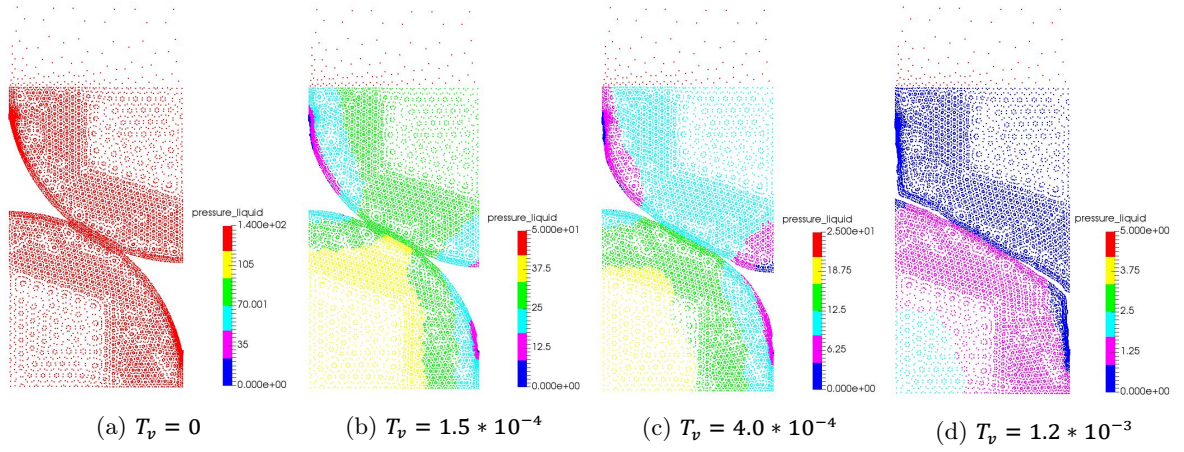 pressure_liquid
1.400e+02
105
70.001
35
0.000e+00
pressure_liquid
5.000e+01
37.5
25
12.5
0.000e+00
pressure_liquid
2.500e+01
18.75
12.5
6.25
0.000e+00
pressure_liquid
5.000e+00
3.75
2.5
1.25
0.000e+00
(a) T_v = 0
(b) T_v = 1.5 * 10^{-4}
(c) T_v = 4.0 * 10^{-4}
(d) T_v = 1.2 * 10^{-3}